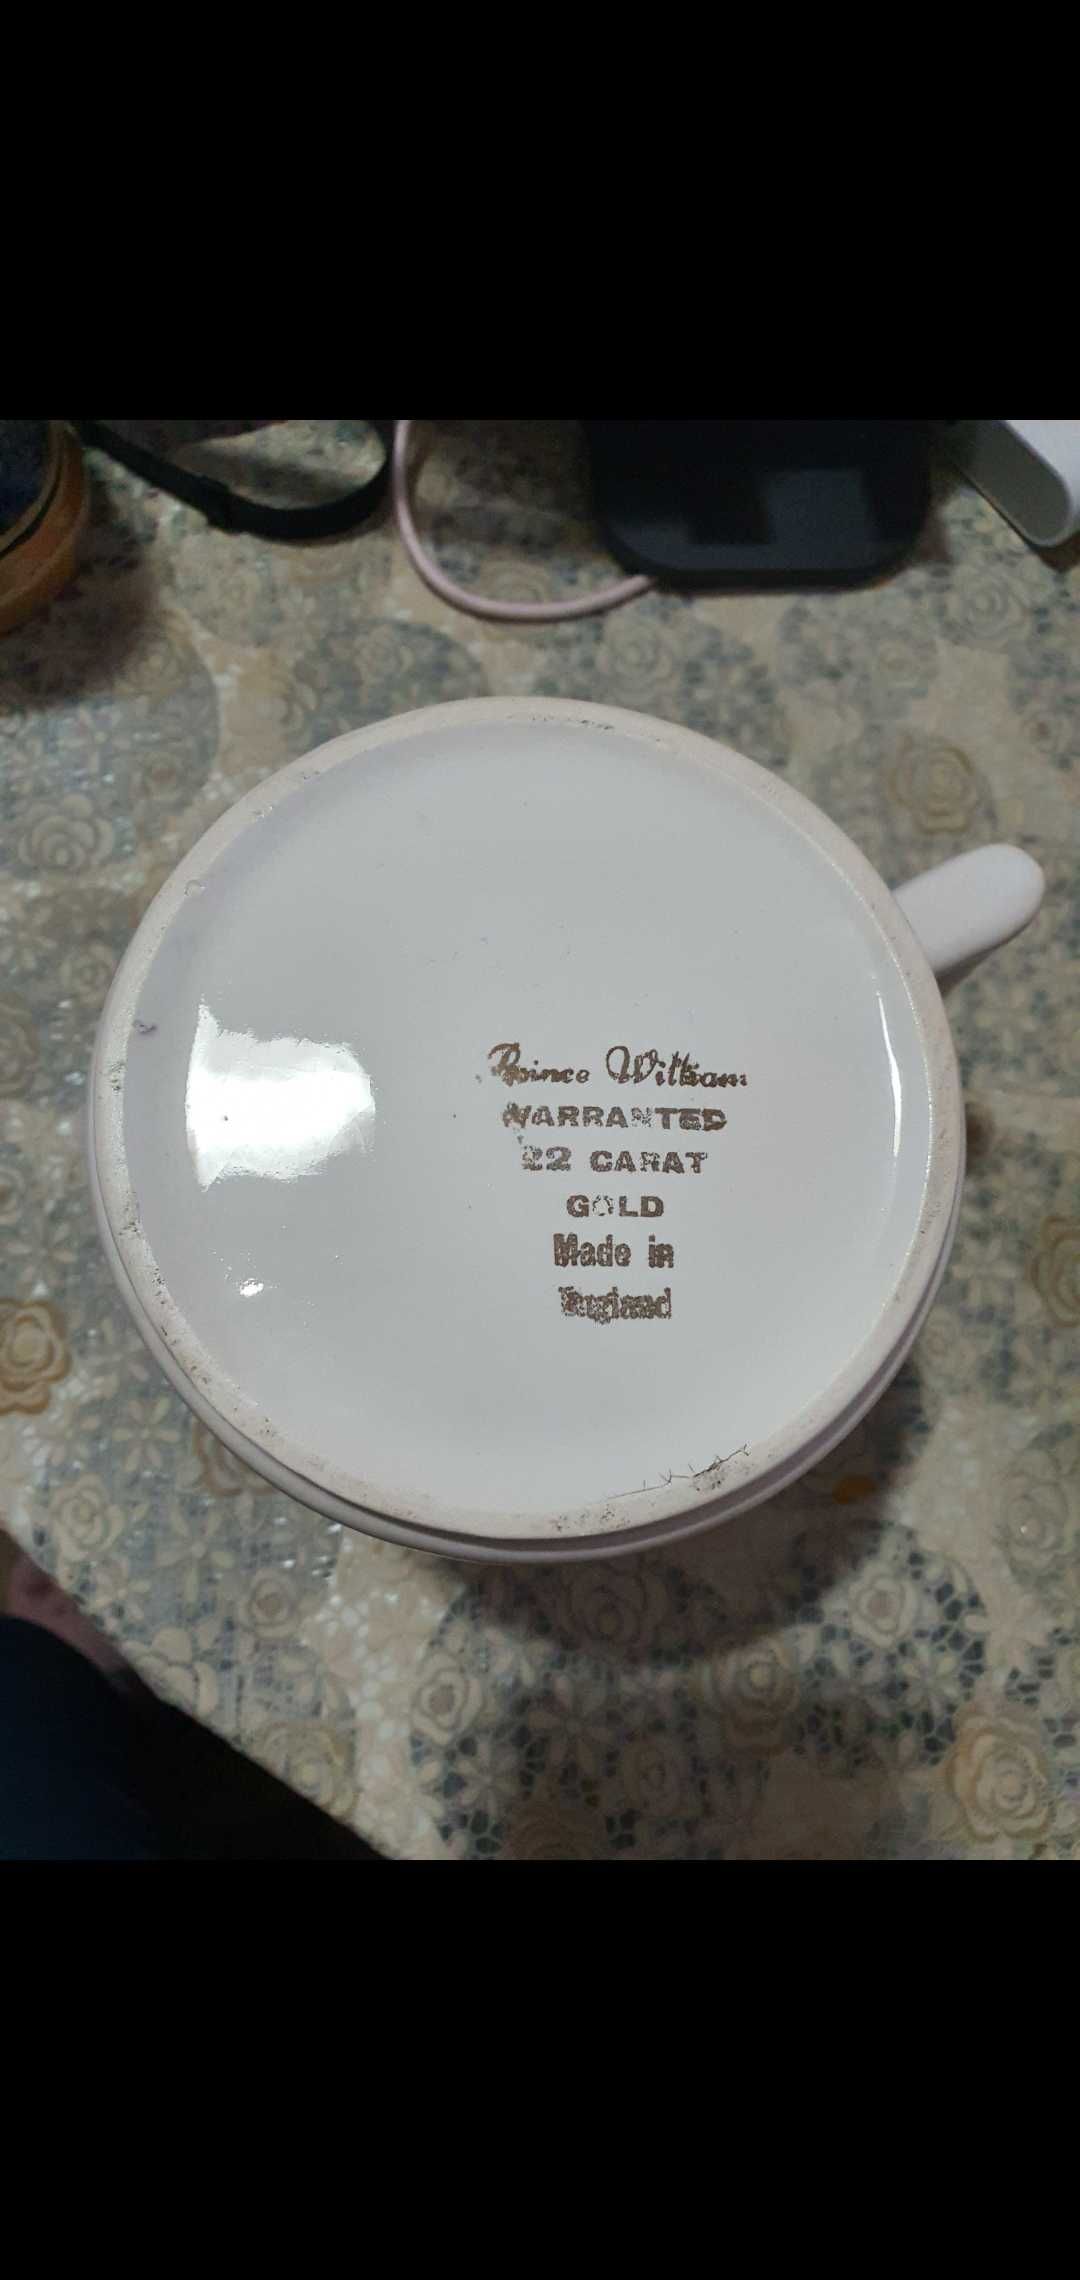 Prince William
WARRANTED
22 CARAT
GOLD
Made in
England